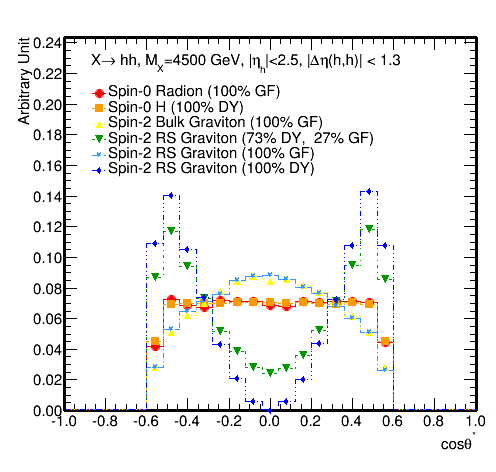 Arbitrary Unit
0.24
0.22
0.20
0.18
0.16
0.14
0.12
0.10
0.08
0.06
0.04
0.02
0.00
X→ hh, M_X=4500 GeV, |η_h|<2.5, |Δη(h,h)| < 1.3
Spin-0 Radion (100% GF)
Spin-0 H (100% DY)
Spin-2 Bulk Graviton (100% GF)
Spin-2 RS Graviton (73% DY, 27% GF)
Spin-2 RS Graviton (100% GF)
Spin-2 RS Graviton (100% DY)
-1.0 -0.8 -0.6 -0.4 -0.2 0.0 0.2 0.4 0.6 0.8 1.0
cosθ*